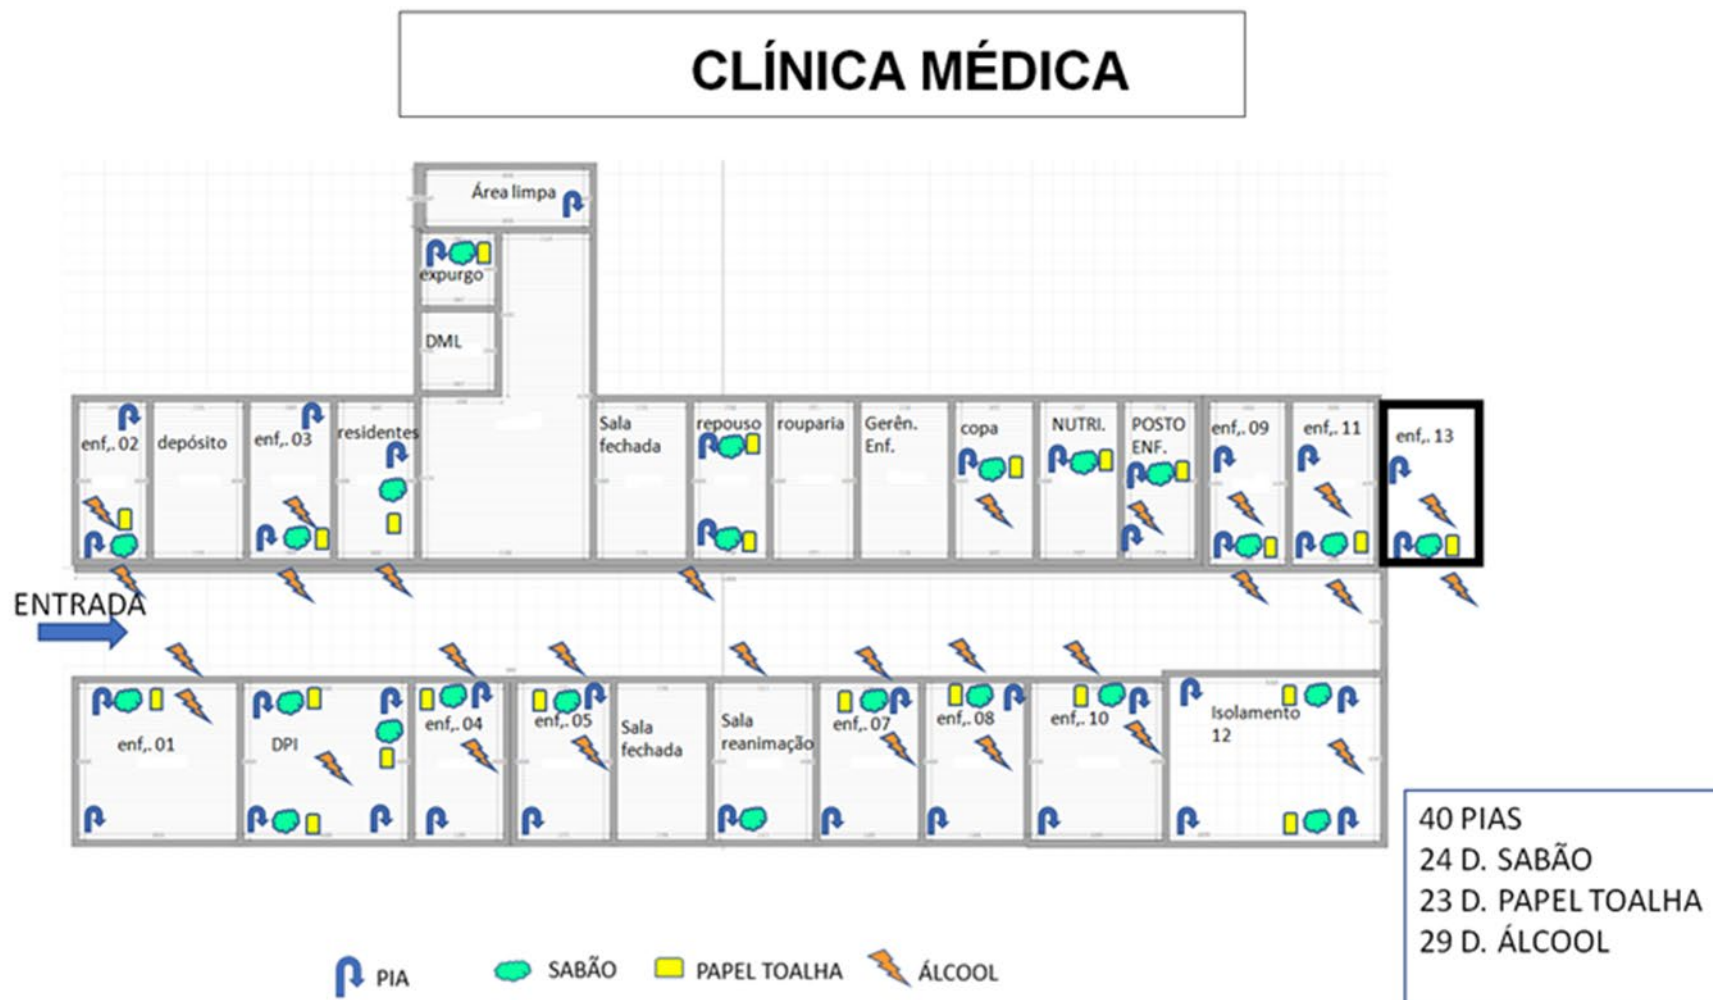 CLÍNICA MÉDICA
Área limpa
expurgo
DML
enf,. 02
depósito
enf,. 03
residentes
Sala
fechada
repouso
rouparia
Gerên.
Enf.
copa
NUTRI.
POSTO
ENF.
enf,. 09
enf,. 11
enf,. 13
ENTRADA
enf,. 01
DPI
enf,. 04
enf,. 05
Sala
fechada
Sala
reanimação
enf,. 07
enf,. 08
enf,. 10
Isolamento
12
40 PIAS
24 D. SABÃO
23 D. PAPEL TOALHA
29 D. ÁLCOOL
PIA
SABÃO
PAPEL TOALHA
ÁLCOOL